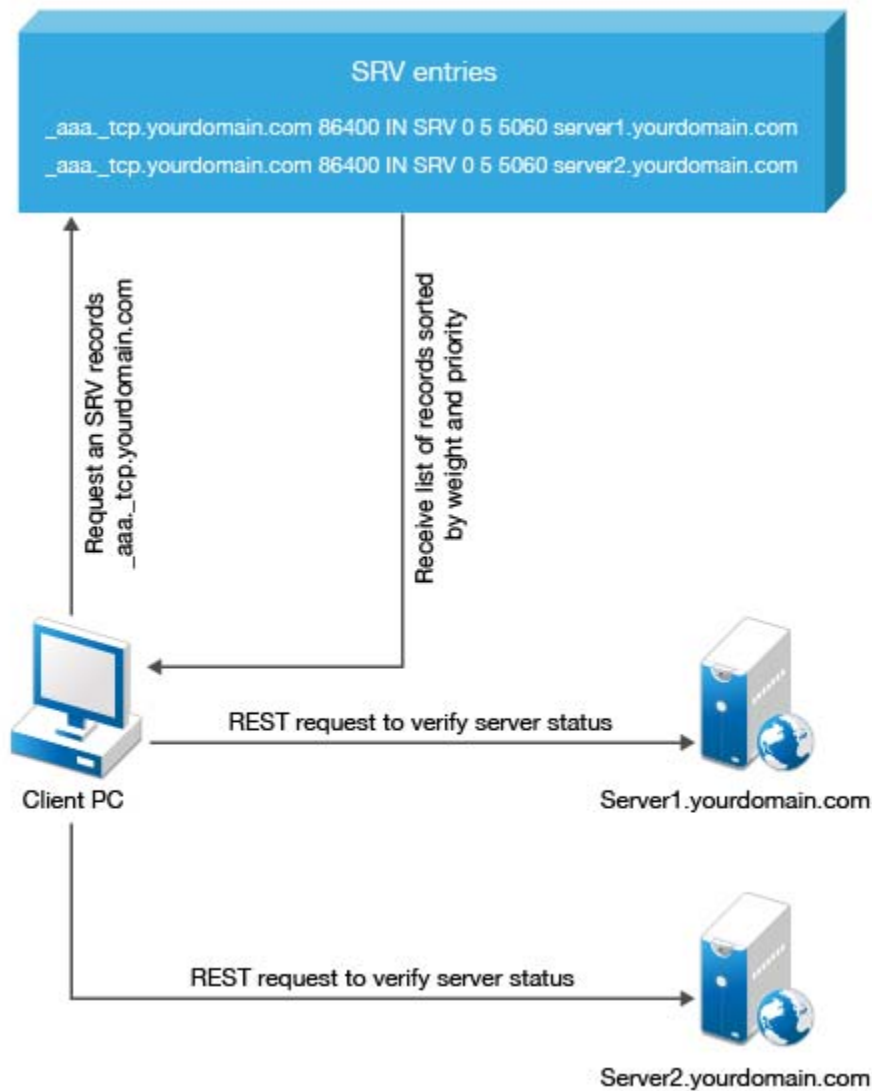 SRV entries
_aaa._tcp.yourdomain.com 86400 IN SRV 0 5 5060 server1.yourdomain.com
_aaa._tcp.yourdomain.com 86400 IN SRV 0 5 5060 server2.yourdomain.com
Request an SRV records
_aaa._tcp.yourdomain.com
Receive list of records sorted
by weight and priority
REST request to verify server status
Client PC
Server1.yourdomain.com
REST request to verify server status
Server2.yourdomain.com